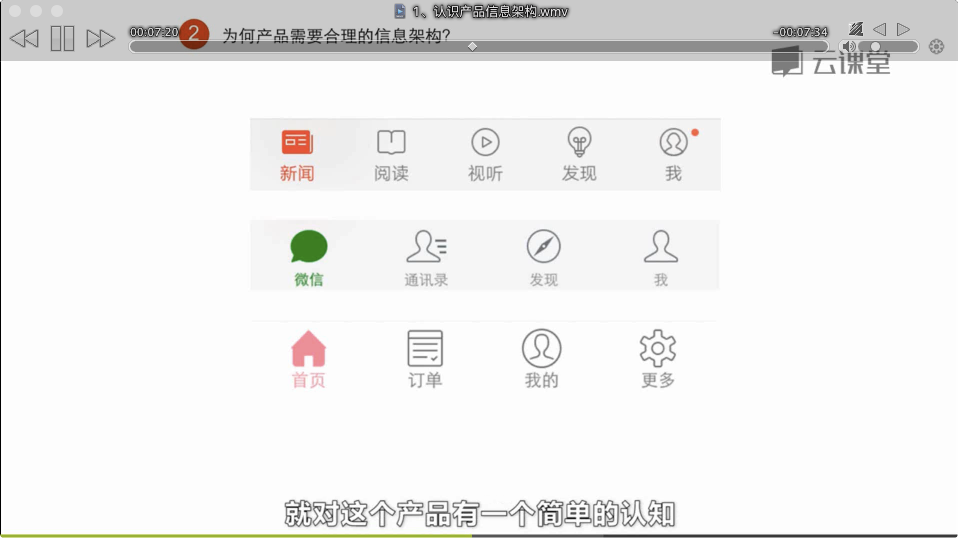 1、认识产品信息架构.wmv
00:07:20
-00:07:34
2 为何产品需要合理的信息架构?
云课堂
新闻 阅读 视听 发现 我
微信 通讯录 发现 我
首页 订单 我的 更多
就对这个产品有一个简单的认知